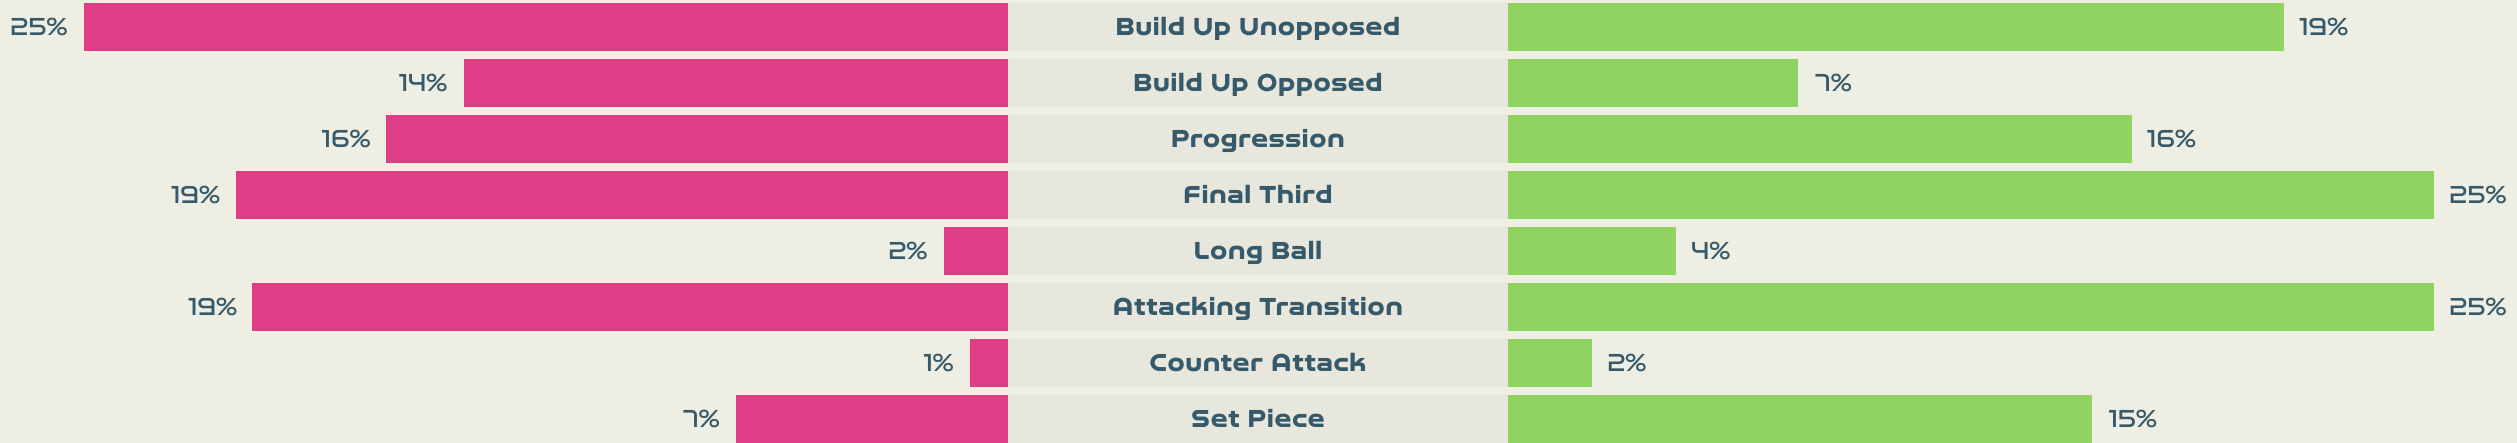 25% Build Up Unopposed 19%
14% Build Up Opposed 7%
16% Progression 16%
19% Final Third 25%
2% Long Ball 4%
19% Attacking Transition 25%
1% Counter Attack 2%
7% Set Piece 15%